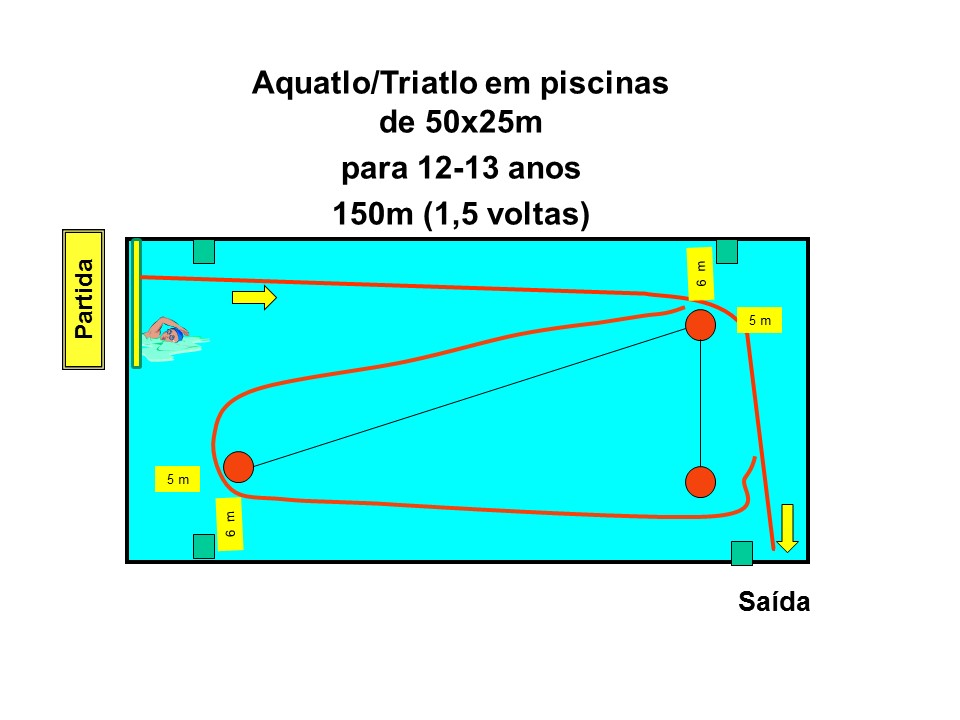 Aquatlo/Triatlo em piscinas
de 50x25m
para 12-13 anos
150m (1,5 voltas)
Partida
6 m
5 m
5 m
6 m
Saída